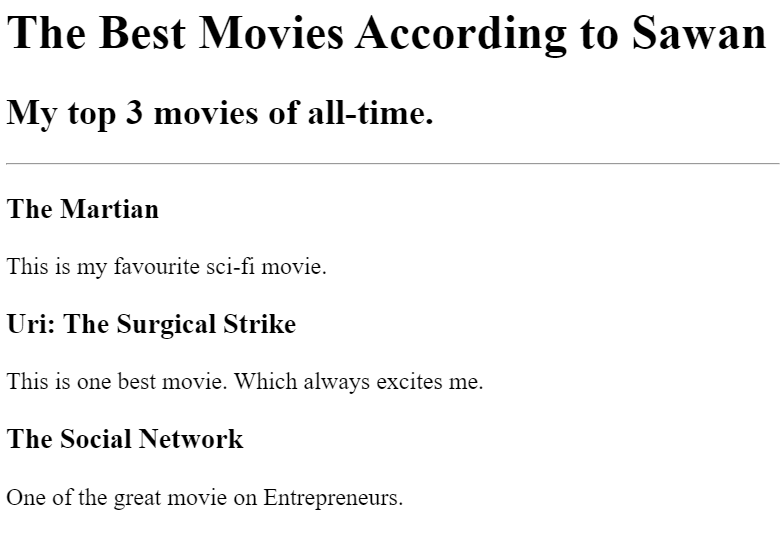 The Best Movies According to Sawan
My top 3 movies of all-time.
The Martian
This is my favourite sci-fi movie.
Uri: The Surgical Strike
This is one best movie. Which always excites me.
The Social Network
One of the great movie on Entrepreneurs.